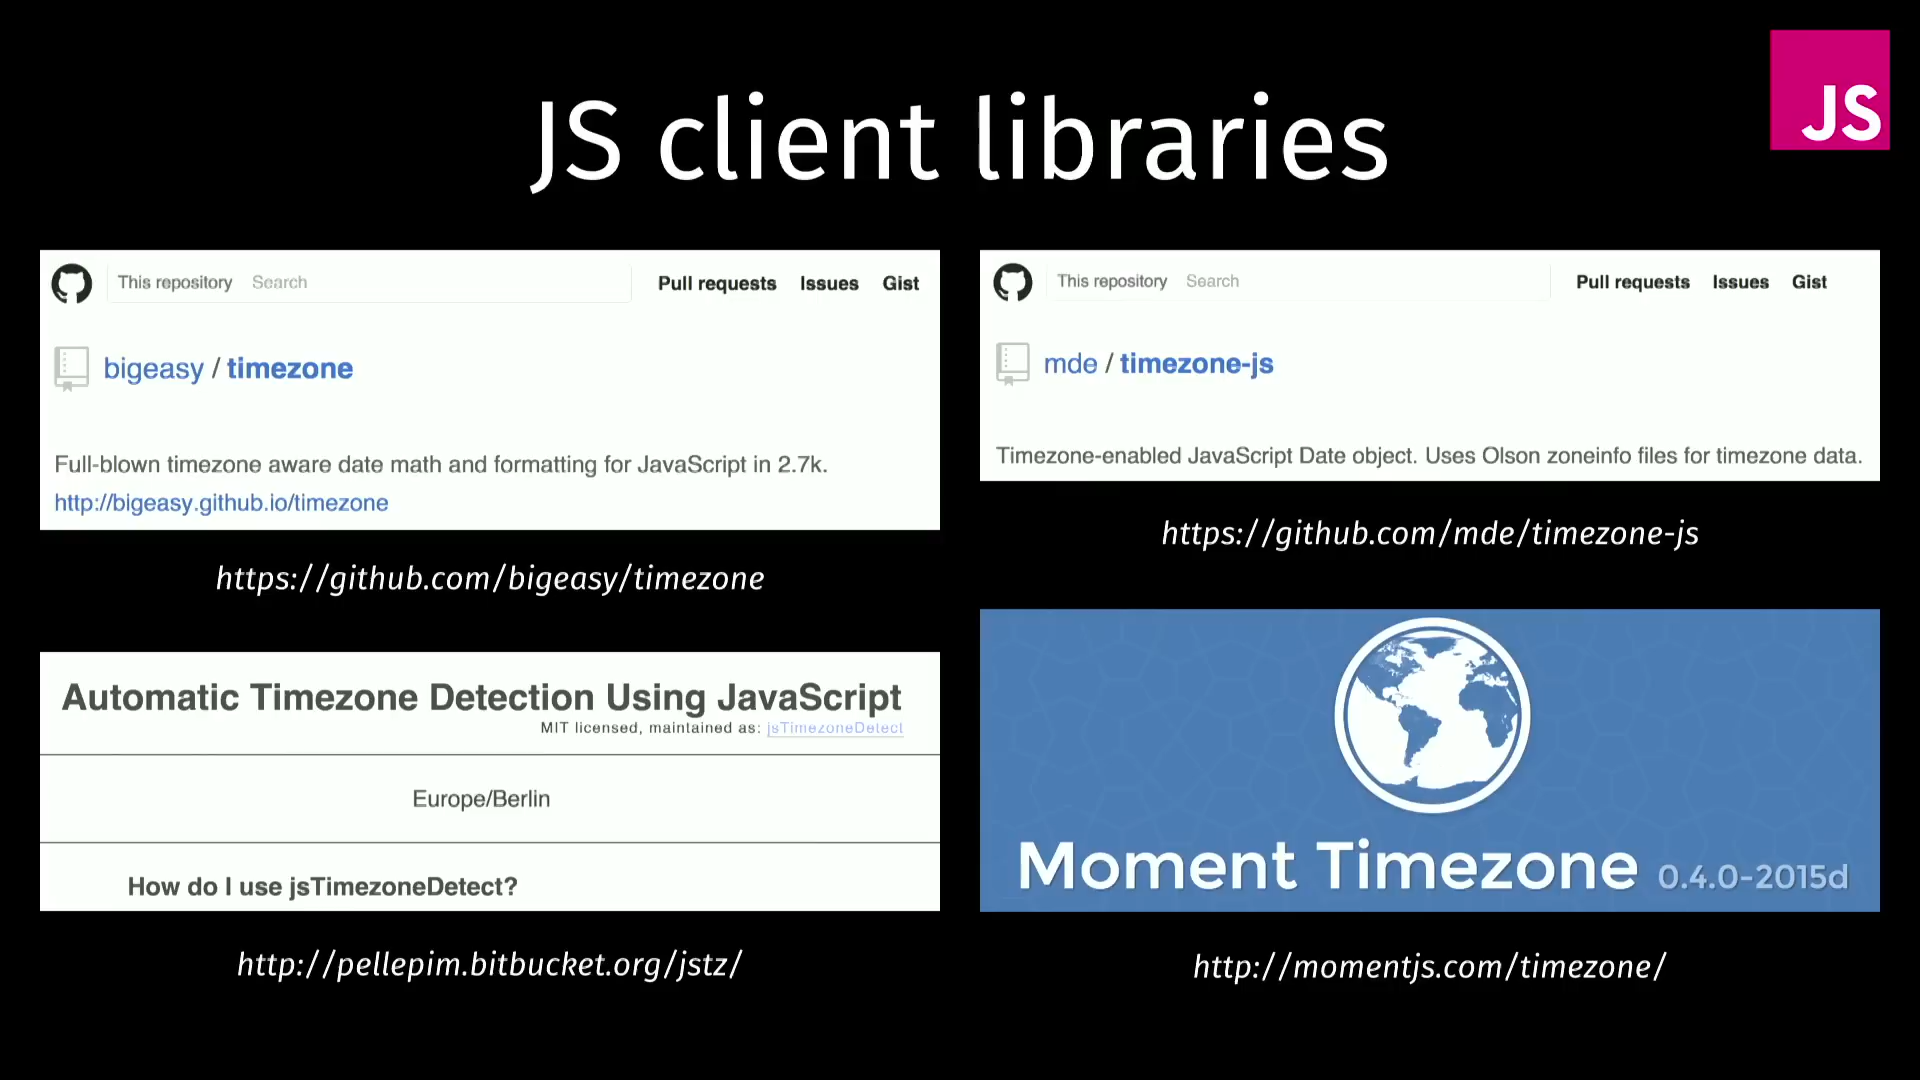 JS client libraries
JS
This repository Search Pull requests Issues Gist
bigeasy / timezone
Full-blown timezone aware date math and formatting for JavaScript in 2.7k.
http://bigeasy.github.io/timezone
https://github.com/bigeasy/timezone
This repository Search Pull requests Issues Gist
mde / timezone-js
Timezone-enabled JavaScript Date object. Uses Olson zoneinfo files for timezone data.
https://github.com/mde/timezone-js
Automatic Timezone Detection Using JavaScript
MIT licensed, maintained as: jsTimezoneDetect
Europe/Berlin
How do I use jsTimezoneDetect?
http://pellepim.bitbucket.org/jstz/
Moment Timezone 0.4.0-2015d
http://momentjs.com/timezone/